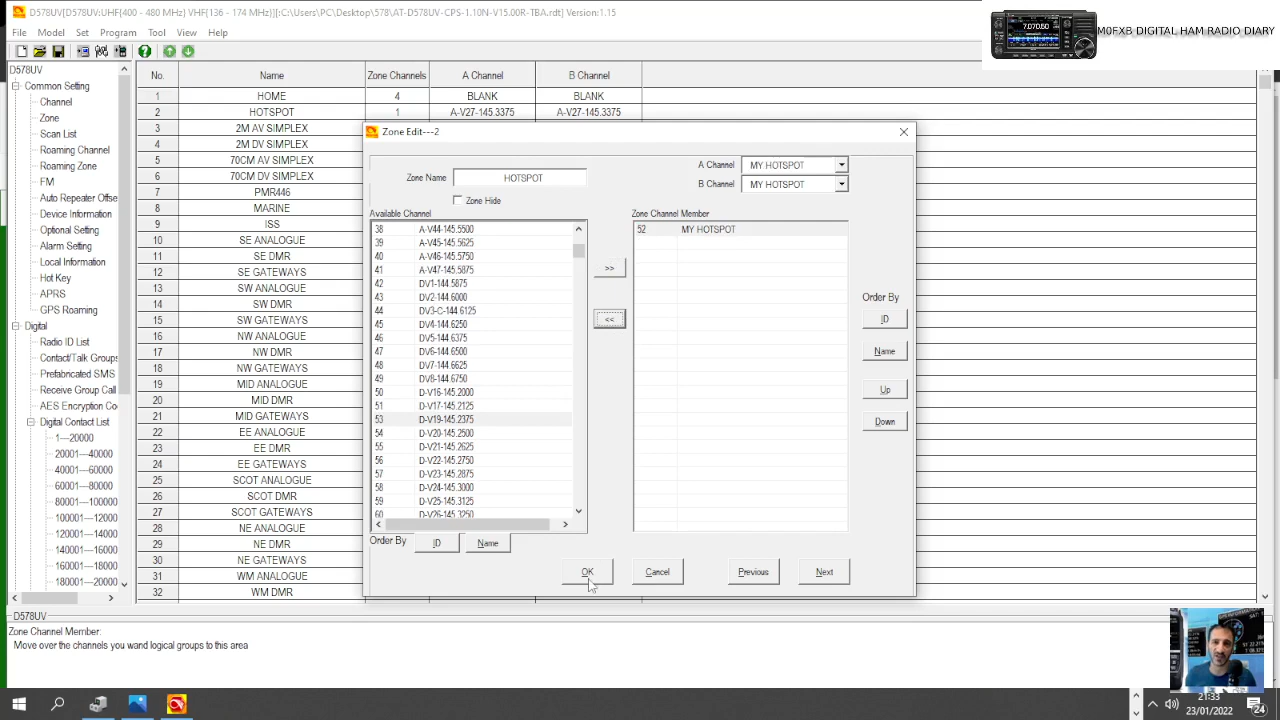 D578UV[D578UV:UHF(400 - 480 MHz) VHF(136 - 174 MHz)][:C:\Users\PC\Desktop\578\AT-D578UV-CPS-1.10N-V15.00R-TBA.rdt] Version:1.15
7,070.50
M0FXB DIGITAL HAM RADIO DIARY
File Model Set Program Tool View Help
D578UV
Common Setting
Channel
Zone
Scan List
Roaming Channel
Roaming Zone
FM
Auto Repeater Offse
Device Information
Optional Setting
Alarm Setting
Local Information
Hot Key
APRS
GPS Roaming
Digital
Radio ID List
Contact/Talk Groups
Prefabricated SMS
Receive Group Call
AES Encryption Co
Digital Contact List
1---20000
20001---40000
40001---60000
60001---80000
80001---100000
100001---12000
120001---14000
140001---16000
160001---18000
180001---20000
No. Name Zone Channels A Channel B Channel
1 HOME 4 BLANK BLANK
2 HOTSPOT 1 A-V27-145.3375 A-V27-145.3375
3 2M AV SIMPLEX
4 2M DV SIMPLEX
5 70CM AV SIMPLEX
6 70CM DV SIMPLEX
7 PMR446
8 MARINE
9 ISS
10 SE ANALOGUE
11 SE DMR
12 SE GATEWAYS
13 SW ANALOGUE
14 SW DMR
15 SW GATEWAYS
16 NW ANALOGUE
17 NW DMR
18 NW GATEWAYS
19 MID ANALOGUE
20 MID DMR
21 MID GATEWAYS
22 EE ANALOGUE
23 EE DMR
24 EE GATEWAYS
25 SCOT ANALOGUE
26 SCOT DMR
27 SCOT GATEWAYS
28 NE ANALOGUE
29 NE DMR
30 NE GATEWAYS
31 WM ANALOGUE
32 WM DMR
Zone Edit---2
Zone Name HOTSPOT
Zone Hide
A Channel MY HOTSPOT
B Channel MY HOTSPOT
Available Channel
38 A-V44-145.5500
39 A-V45-145.5625
40 A-V46-145.5750
41 A-V47-145.5875
42 DV1-144.5875
43 DV2-144.6000
44 DV3-C-144.6125
45 DV4-144.6250
46 DV5-144.6375
47 DV6-144.6500
48 DV7-144.6625
49 DV8-144.6750
50 D-V16-145.2000
51 D-V17-145.2125
53 D-V19-145.2375
54 D-V20-145.2500
55 D-V21-145.2625
56 D-V22-145.2750
57 D-V23-145.2875
58 D-V24-145.3000
59 D-V25-145.3125
60 D-V26-145.3250
>>
<<
Zone Channel Member
52 MY HOTSPOT
Order By
ID
Name
Up
Down
Order By ID Name
OK Cancel Previous Next
D578UV
Zone Channel Member:
Move over the channels you wand logical groups to this area
21:33
23/01/2022
24